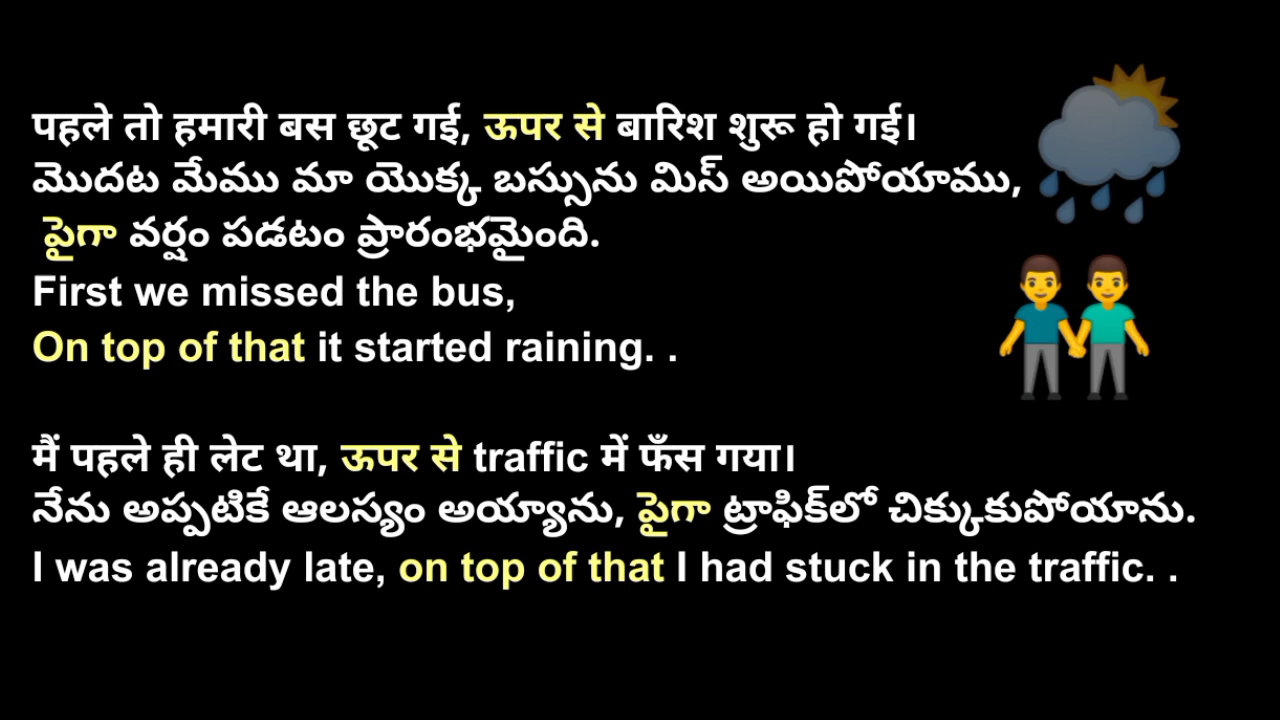 पहले तो हमारी बस छूट गई, ऊपर से बारिश शुरू हो गई।
మొదట మేము మా యొక్క బస్సును మిస్ అయిపోయాము,
పైగా వర్షం పడటం ప్రారంభమైంది.
First we missed the bus,
On top of that it started raining. .
मैं पहले ही लेट था, ऊपर से traffic में फँस गया।
నేను అప్పటికే ఆలస్యం అయ్యాను, పైగా ట్రాఫిక్‌లో చిక్కుకుపోయాను.
I was already late, on top of that I had stuck in the traffic. .